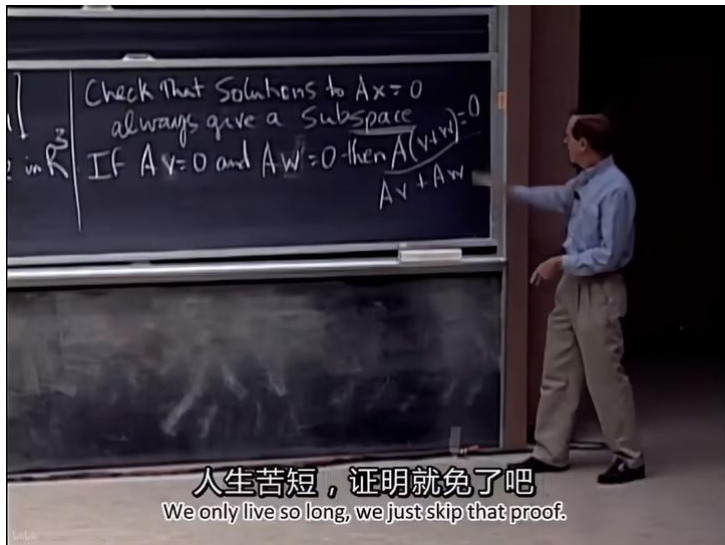 Check that solutions to Ax=0
always give a Subspace
in R³
If Av=0 and Aw=0 then A(v+w)=0
Av + Aw
人生苦短，证明就免了吧
We only live so long, we just skip that proof.